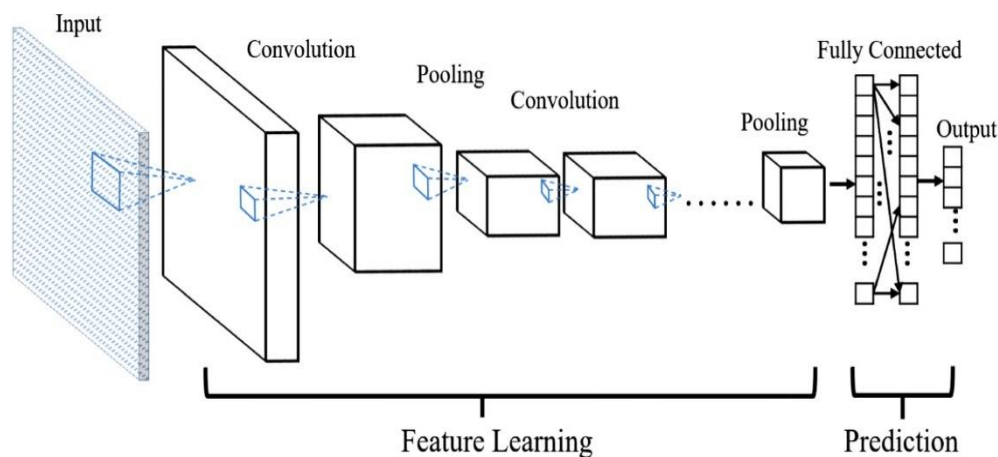 Input
Convolution
Pooling
Convolution
Pooling
Fully Connected
Output
Feature Learning
Prediction